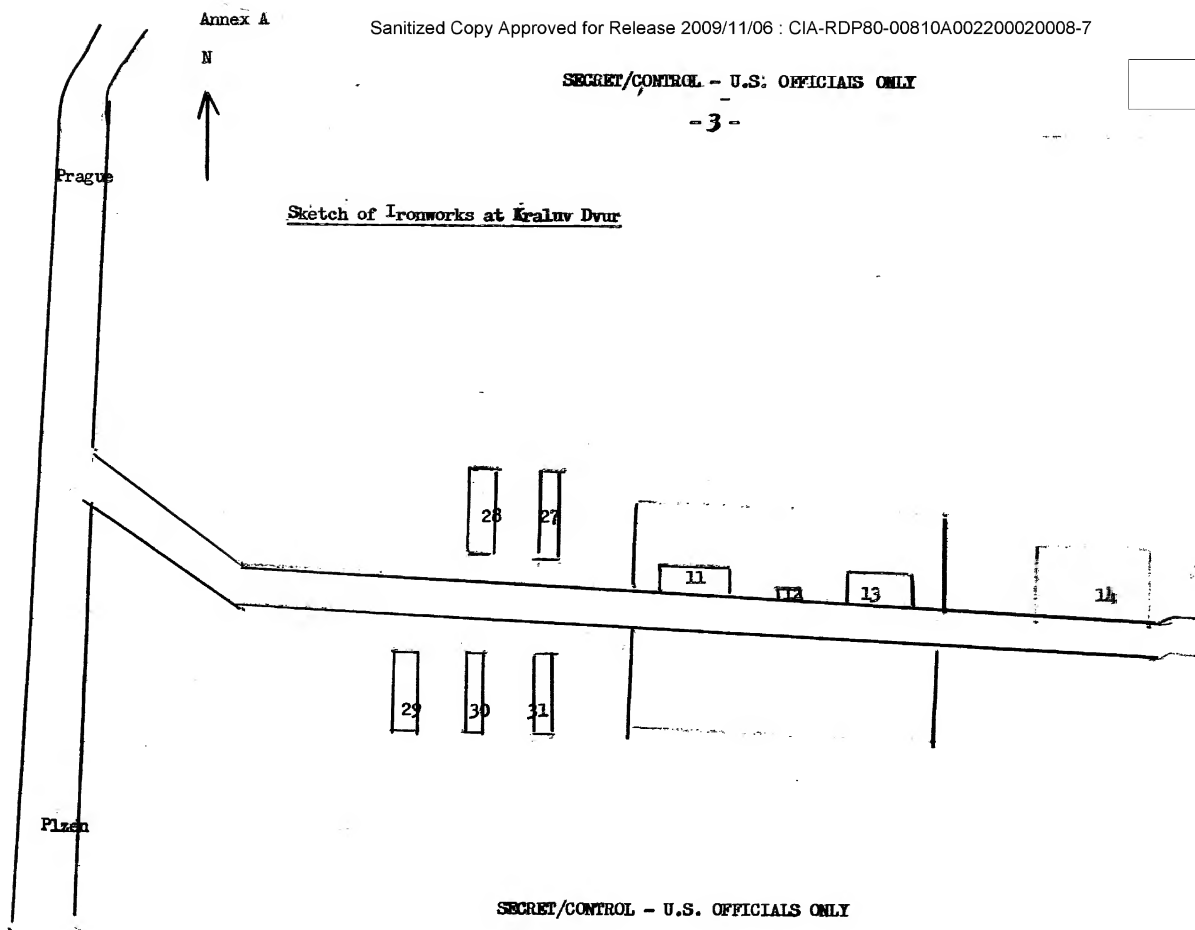 Annex A
Sanitized Copy Approved for Release 2009/11/06 : CIA-RDP80-00810A002200020008-7
N
SECRET/CONTROL - U.S. OFFICIALS ONLY
- 3 -
Prague
Sketch of Ironworks at Kraluv Dvur
28 27
11 112 13 14
29 30 31
Plzen
SECRET/CONTROL - U.S. OFFICIALS ONLY